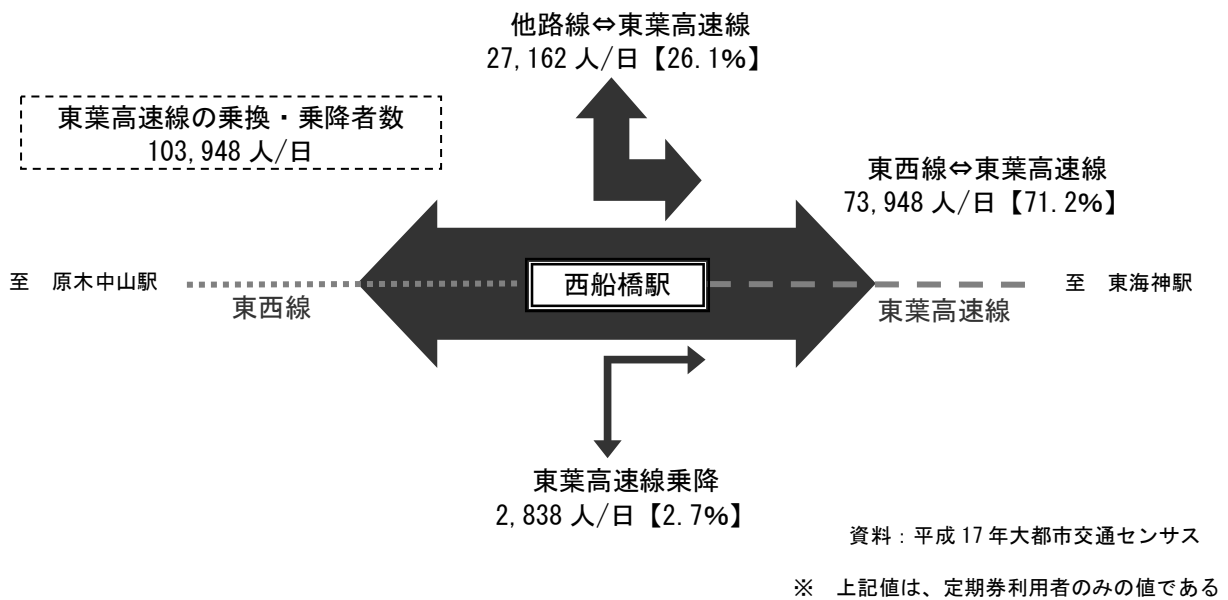 他路線⇔東葉高速線
27,162 人/日【26.1%】
東葉高速線の乗換・乗降者数
103,948 人/日
東西線⇔東葉高速線
73,948 人/日【71.2%】
至 原木中山駅
西船橋駅
至 東海神駅
東西線
東葉高速線
東葉高速線乗降
2,838 人/日【2.7%】
資料：平成 17 年大都市交通センサス
※ 上記値は、定期券利用者のみの値である